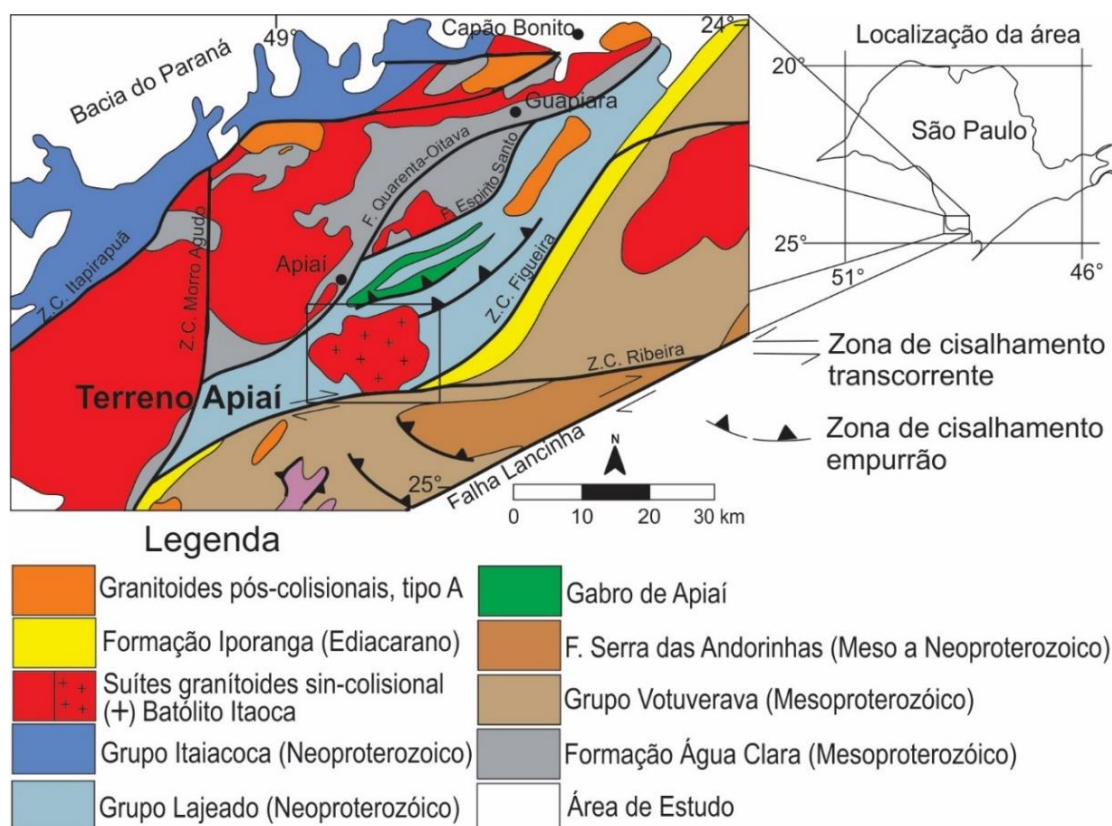 49°
Capão Bonito
24°
Bacia do Paraná
Guapiara
F. Quarenta-Oitava
F. Espirito Santo
Z.C. Itapirapuã
Z.C. Morro Agudo
Apiaí
Z.C. Figueira
Z.C. Ribeira
Terreno Apiaí
Falha Lancinha
25°
N
0 10 20 30 km
Localização da área
20°
São Paulo
25°
51°
46°
Zona de cisalhamento
transcorrente
Zona de cisalhamento
empurrão
Legenda
Granitoides pós-colisionais, tipo A
Formação Iporanga (Ediacarano)
Suítes granítoides sin-colisional
(+) Batólito Itaoca
Grupo Itaiacoca (Neoproterozoico)
Grupo Lajeado (Neoproterozóico)
Gabro de Apiaí
F. Serra das Andorinhas (Meso a Neoproterozoico)
Grupo Votuverava (Mesoproterozóico)
Formação Água Clara (Mesoproterozóico)
Área de Estudo